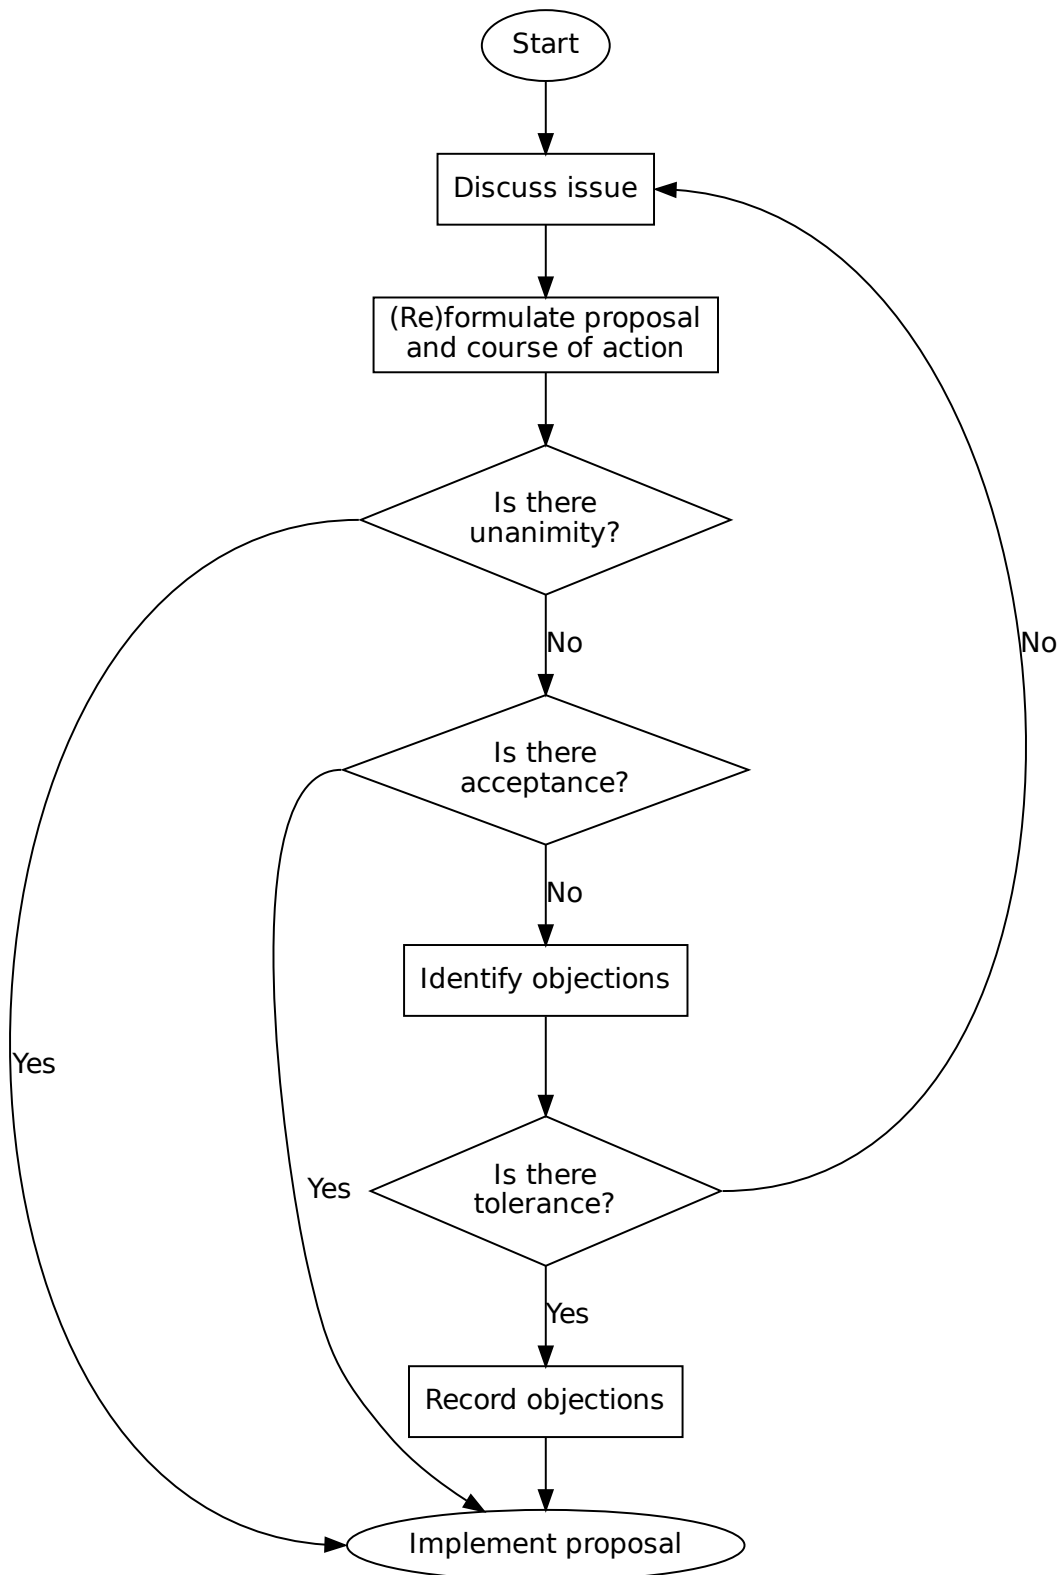 Start
Discuss issue
(Re)formulate proposal
and course of action
Is there
unanimity?
No
No
Is there
acceptance?
No
Identify objections
Yes
Is there
tolerance?
Yes
Yes
Record objections
Implement proposal